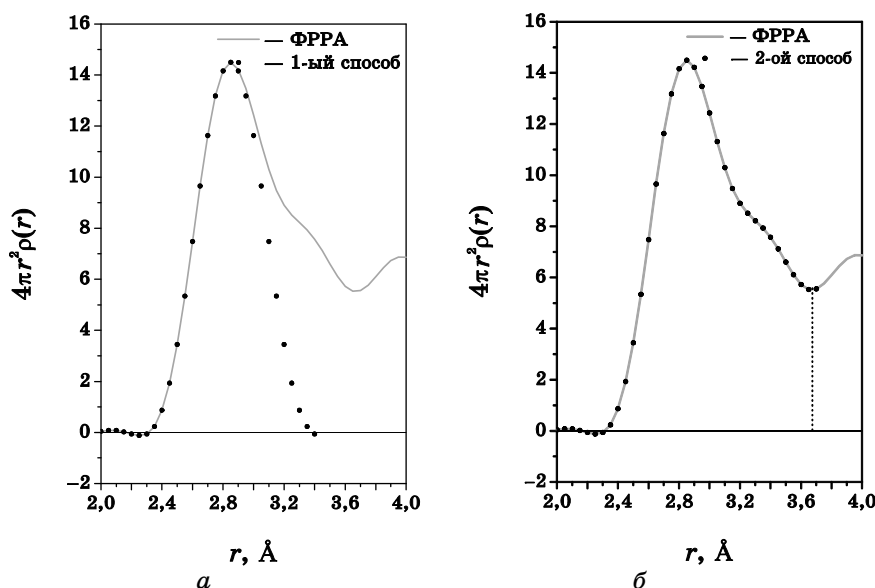 16
14
12
10
8
6
4
2
0
−2
2,0 2,4 2,8 3,2 3,6 4,0
4πr²ρ(r)
r, Å
— ФРРА
— 1-ый способ
а
16
14
12
10
8
6
4
2
0
−2
2,0 2,4 2,8 3,2 3,6 4,0
4πr²ρ(r)
r, Å
— ФРРА
— 2-ой способ
б